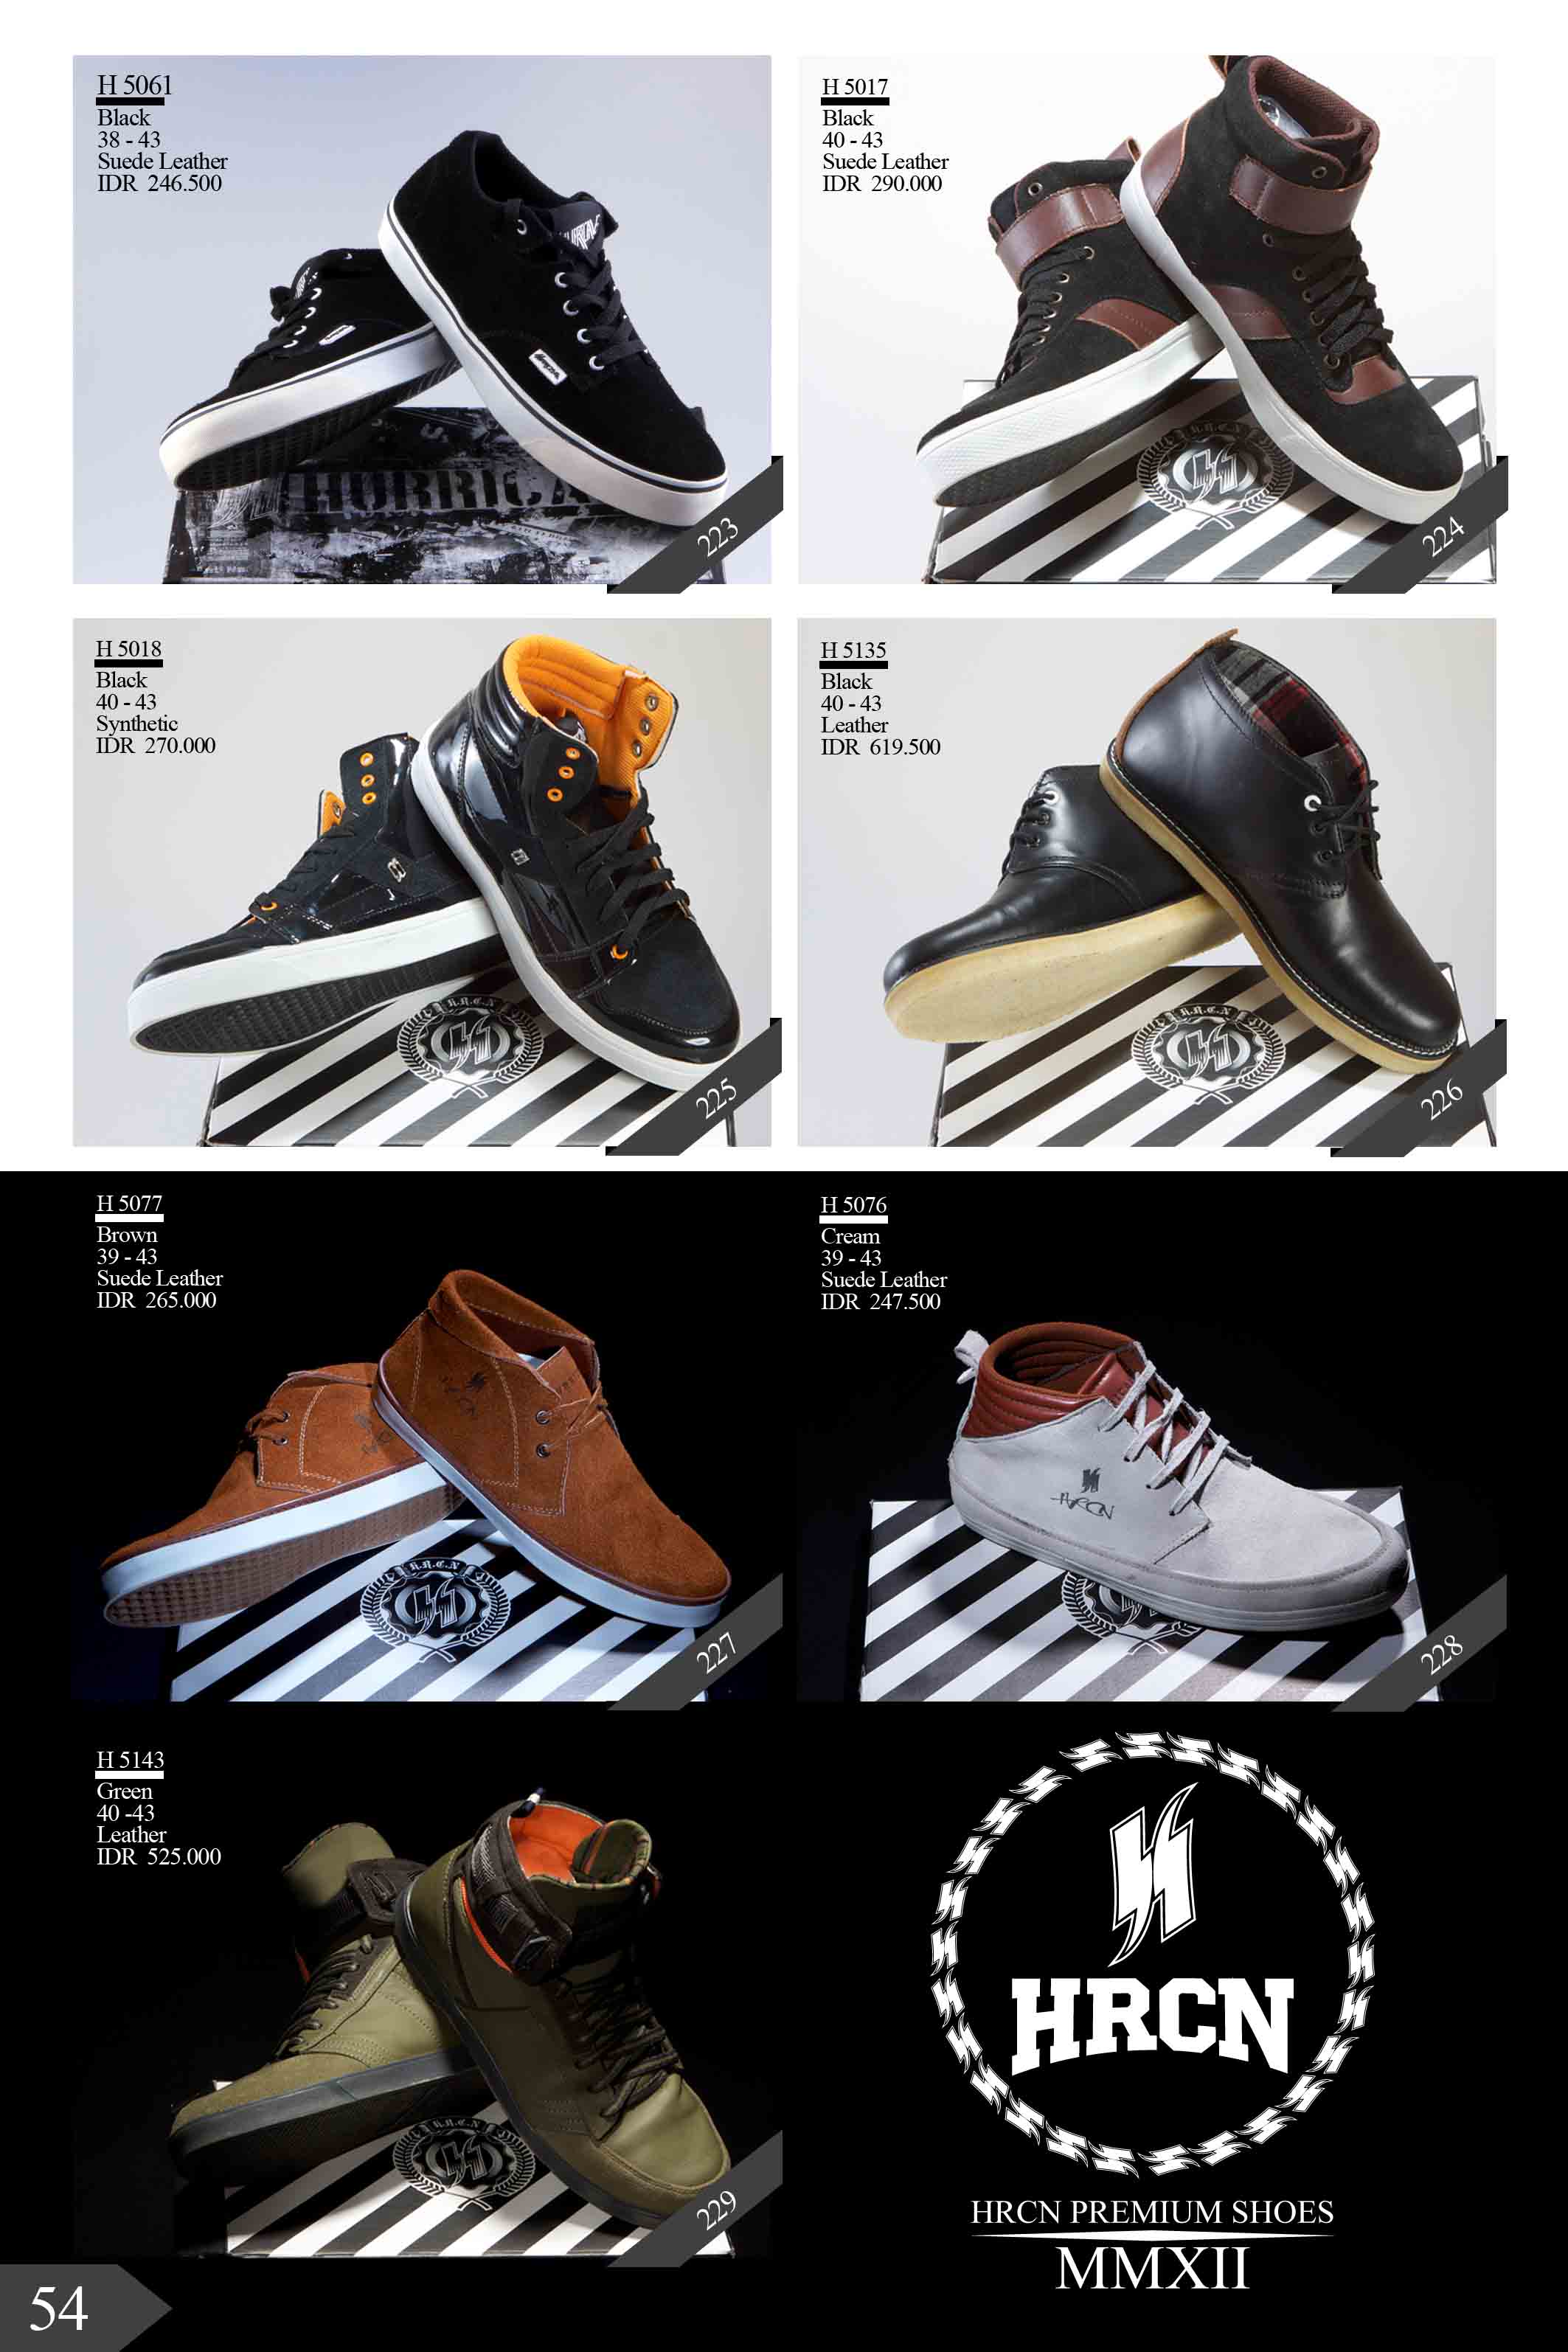 H 5061
Black
38 - 43
Suede Leather
IDR 246.500
HURRICA
223
H 5017
Black
40 - 43
Suede Leather
IDR 290.000
224
H 5018
Black
40 - 43
Synthetic
IDR 270.000
H.R.C.N
225
H 5135
Black
40 - 43
Leather
IDR 619.500
H.R.C.N
226
H 5077
Brown
39 - 43
Suede Leather
IDR 265.000
H.R.C.N
227
H 5076
Cream
39 - 43
Suede Leather
IDR 247.500
HRCN
228
H 5143
Green
40 -43
Leather
IDR 525.000
H.R.C.N
229
HRCN
HRCN PREMIUM SHOES
MMXII
54